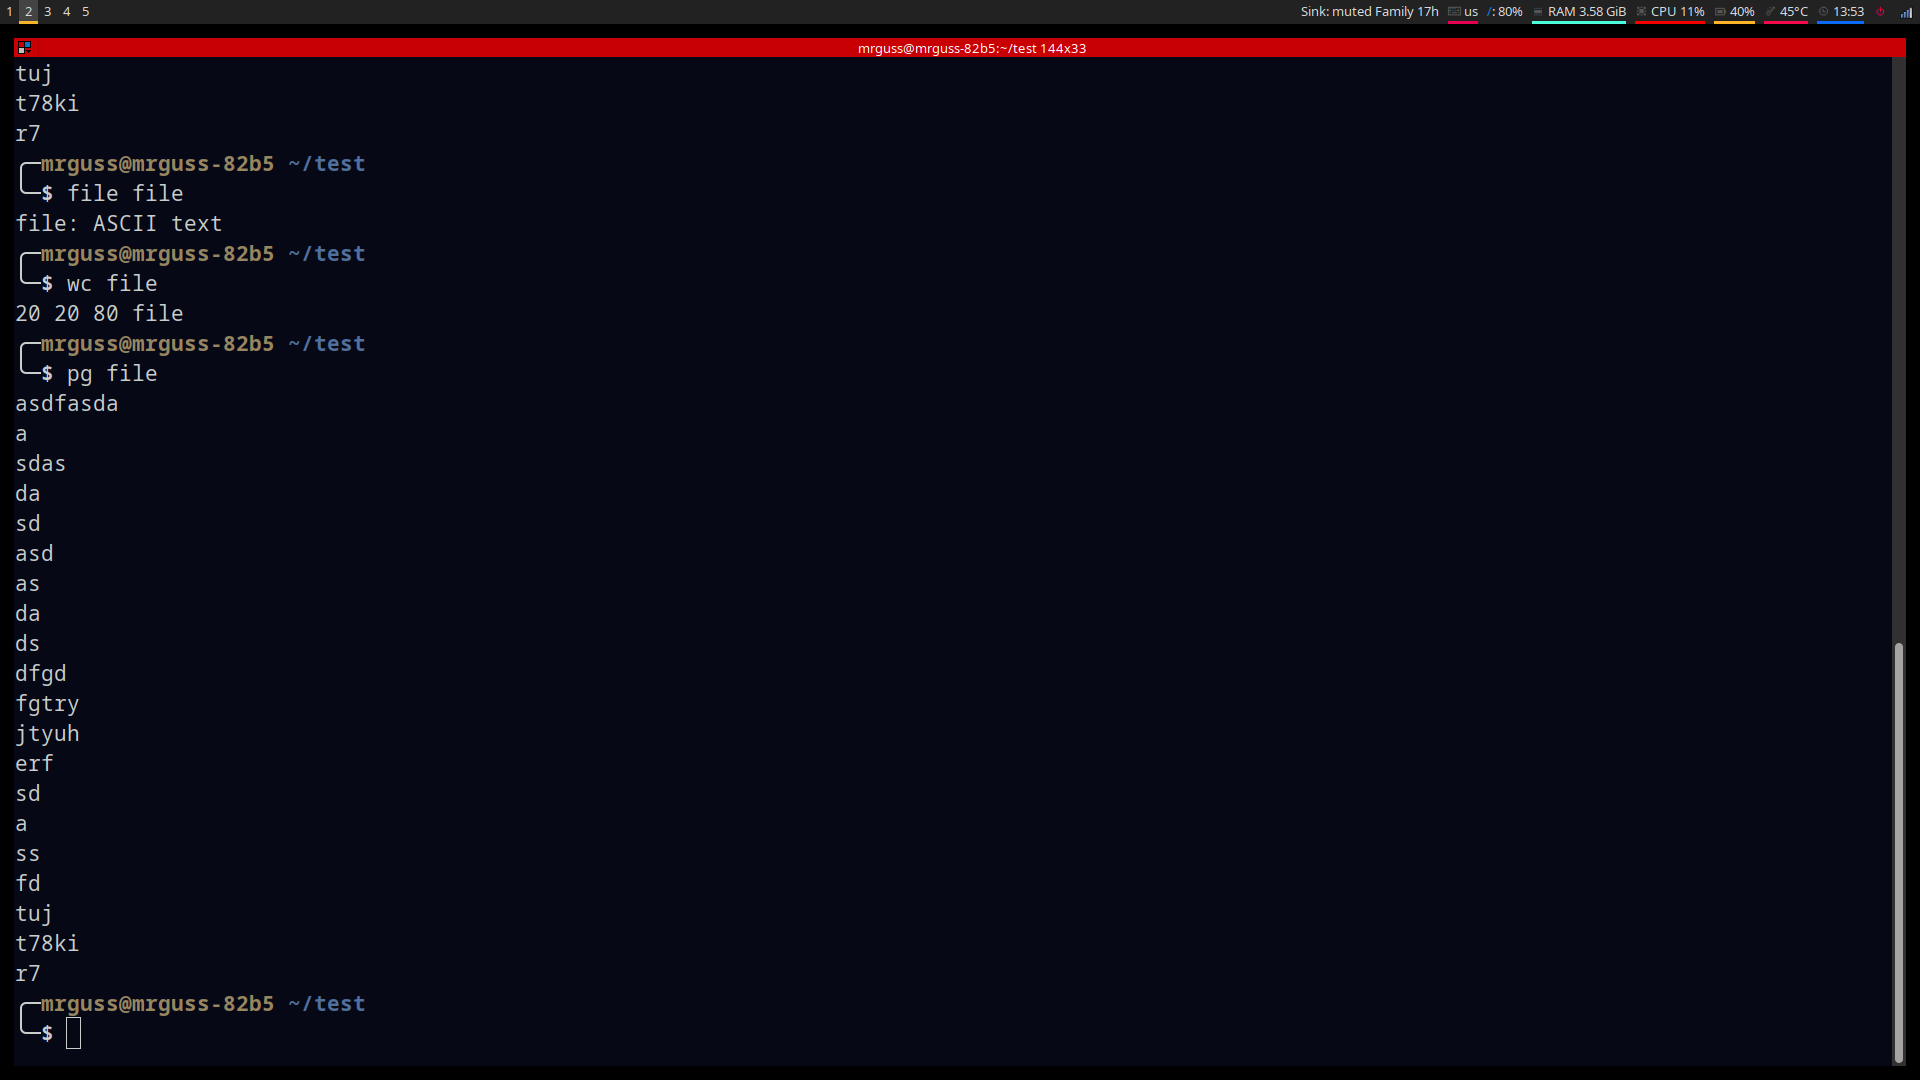 1 2 3 4 5 Sink: muted Family 17h us /: 80% RAM 3.58 GiB CPU 11% 40% 45°C 13:53
mrguss@mrguss-82b5:~/test 144x33
tuj
t78ki
r7
mrguss@mrguss-82b5 ~/test
$ file file
file: ASCII text
mrguss@mrguss-82b5 ~/test
$ wc file
20 20 80 file
mrguss@mrguss-82b5 ~/test
$ pg file
asdfasda
a
sdas
da
sd
asd
as
da
ds
dfgd
fgtry
jtyuh
erf
sd
a
ss
fd
tuj
t78ki
r7
mrguss@mrguss-82b5 ~/test
$